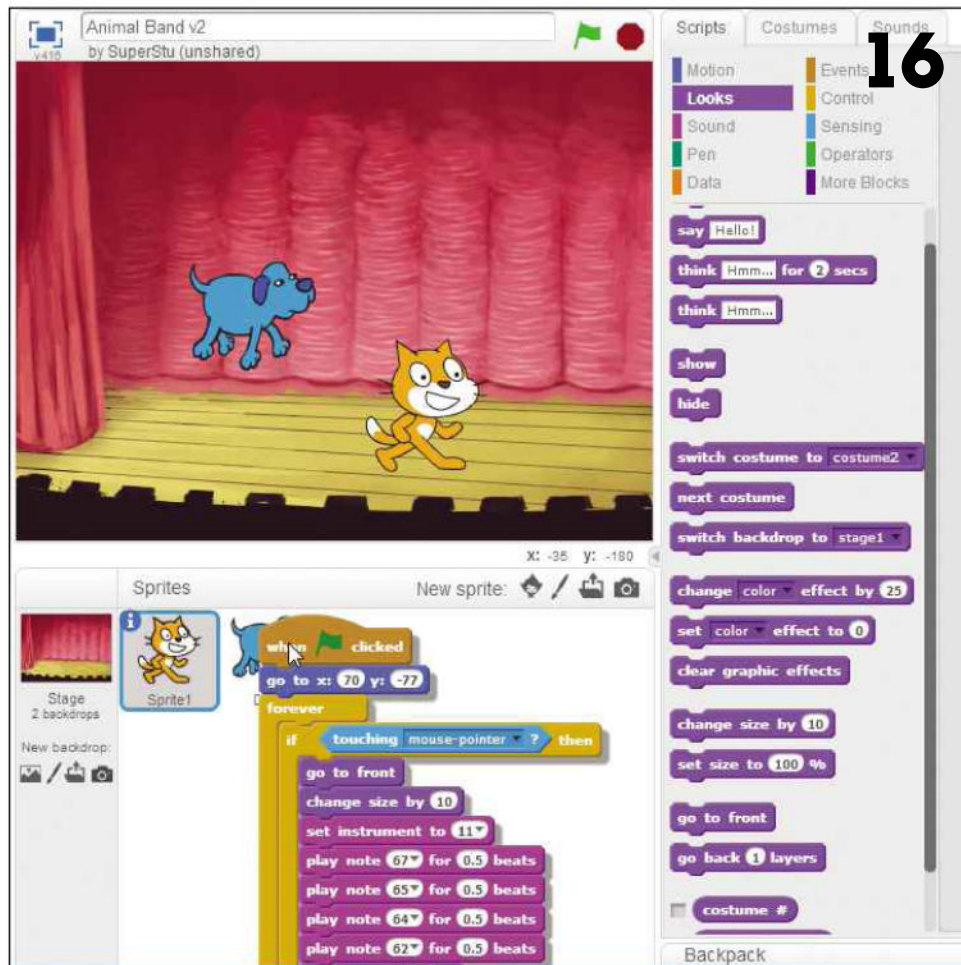 Animal Band v2
by SuperStu (unshared)
v416
Scripts
Costumes
Sounds
16
Motion
Looks
Sound
Pen
Data
Events
Control
Sensing
Operators
More Blocks
say Hello!
think Hmm... for 2 secs
think Hmm...
show
hide
switch costume to costume2
next costume
switch backdrop to stage1
change color effect by 25
set color effect to 0
clear graphic effects
change size by 10
set size to 100 %
go to front
go back 1 layers
costume #
Backpack
x: -35 y: -180
Sprites
New sprite:
Stage
2 backdrops
New backdrop:
Sprite1
when clicked
go to x: 70 y: -77
forever
if touching mouse-pointer ? then
go to front
change size by 10
set instrument to 11
play note 67 for 0.5 beats
play note 65 for 0.5 beats
play note 64 for 0.5 beats
play note 62 for 0.5 beats